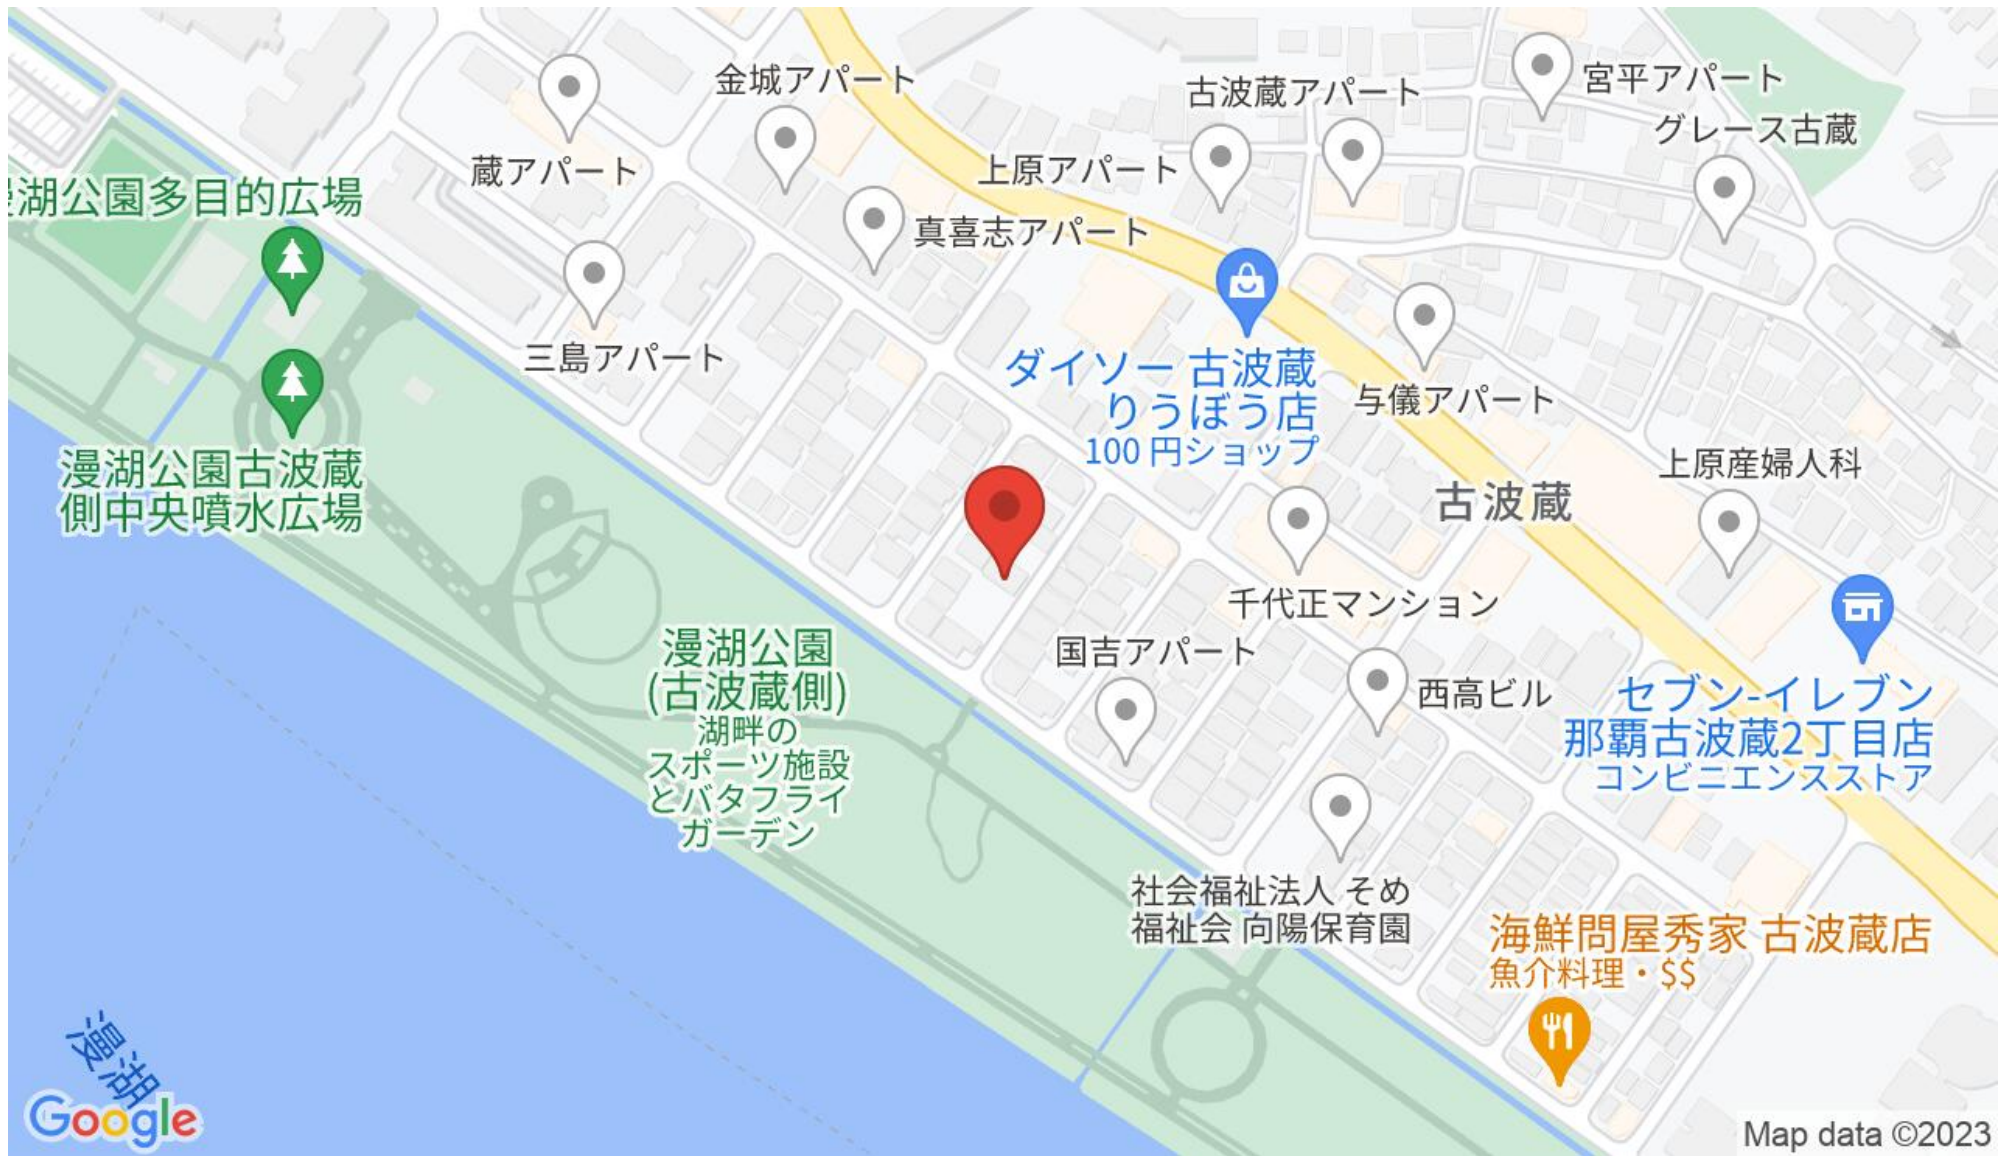 金城アパート
古波蔵アパート
宮平アパート
グレース古蔵
蔵アパート
上原アパート
湖公園多目的広場
真喜志アパート
三島アパート
ダイソー 古波蔵
りうぼう店
100 円ショップ
与儀アパート
漫湖公園古波蔵
側中央噴水広場
古波蔵
上原産婦人科
千代正マンション
漫湖公園
(古波蔵側)
湖畔の
スポーツ施設
とバタフライ
ガーデン
国吉アパート
西高ビル
セブン-イレブン
那覇古波蔵2丁目店
コンビニエンスストア
社会福祉法人 そめ
福祉会 向陽保育園
海鮮問屋秀家 古波蔵店
魚介料理・$$
漫湖
Google
Map data ©2023